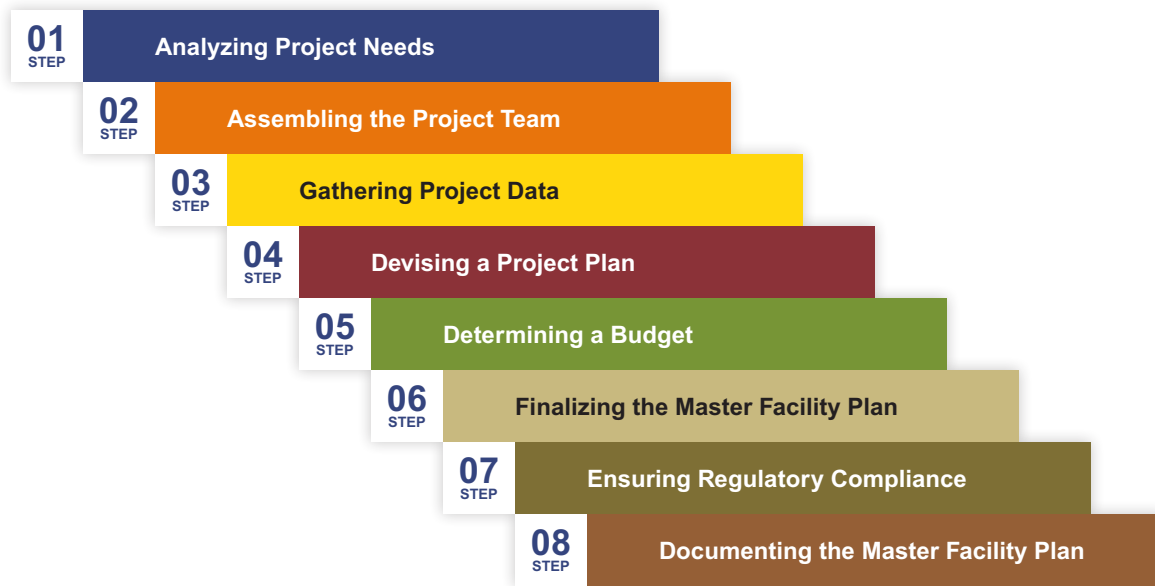 01
STEP
Analyzing Project Needs
02
STEP
Assembling the Project Team
03
STEP
Gathering Project Data
04
STEP
Devising a Project Plan
05
STEP
Determining a Budget
06
STEP
Finalizing the Master Facility Plan
07
STEP
Ensuring Regulatory Compliance
08
STEP
Documenting the Master Facility Plan